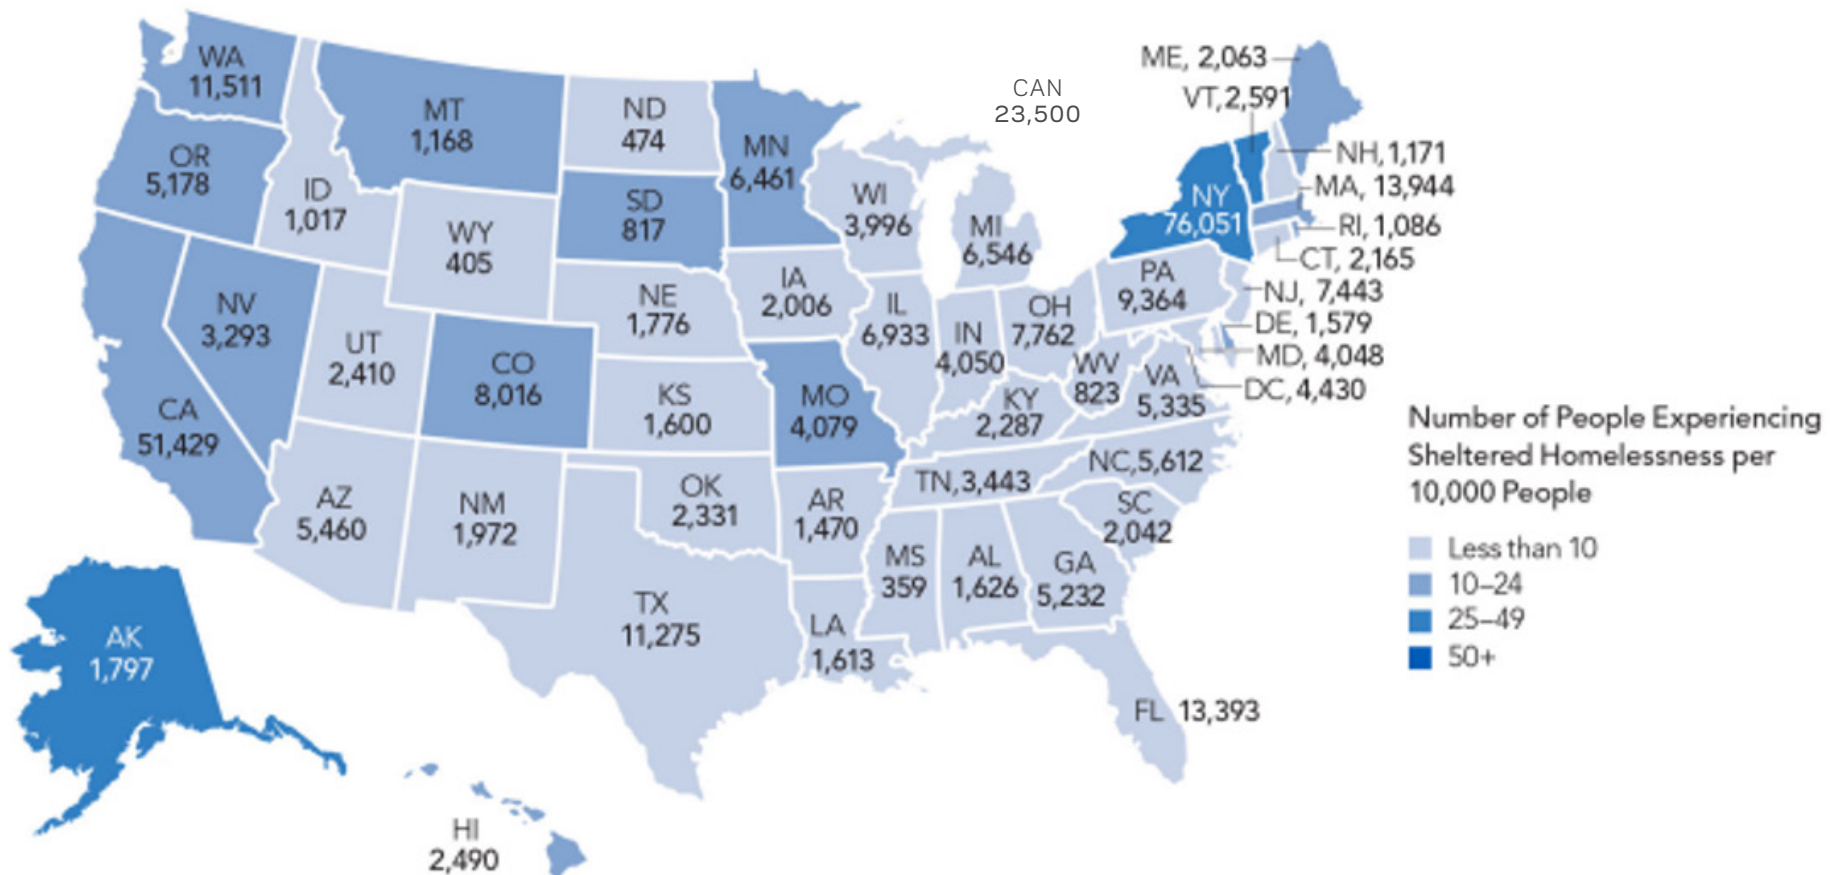 WA
11,511
OR
5,178
CA
51,429
NV
3,293
ID
1,017
MT
1,168
WY
405
UT
2,410
CO
8,016
AZ
5,460
NM
1,972
ND
474
SD
817
NE
1,776
KS
1,600
OK
2,331
TX
11,275
MN
6,461
IA
2,006
MO
4,079
AR
1,470
LA
1,613
WI
3,996
IL
6,933
MI
6,546
IN
4,050
OH
7,762
KY
2,287
TN, 3,443
MS
359
AL
1,626
GA
5,232
FL 13,393
SC
2,042
NC, 5,612
VA
5,335
WV
823
PA
9,364
NY
76,051
CAN
23,500
ME, 2,063
VT, 2,591
NH, 1,171
MA, 13,944
RI, 1,086
CT, 2,165
NJ, 7,443
DE, 1,579
MD, 4,048
DC, 4,430
AK
1,797
HI
2,490
Number of People Experiencing
Sheltered Homelessness per
10,000 People
Less than 10
10–24
25–49
50+